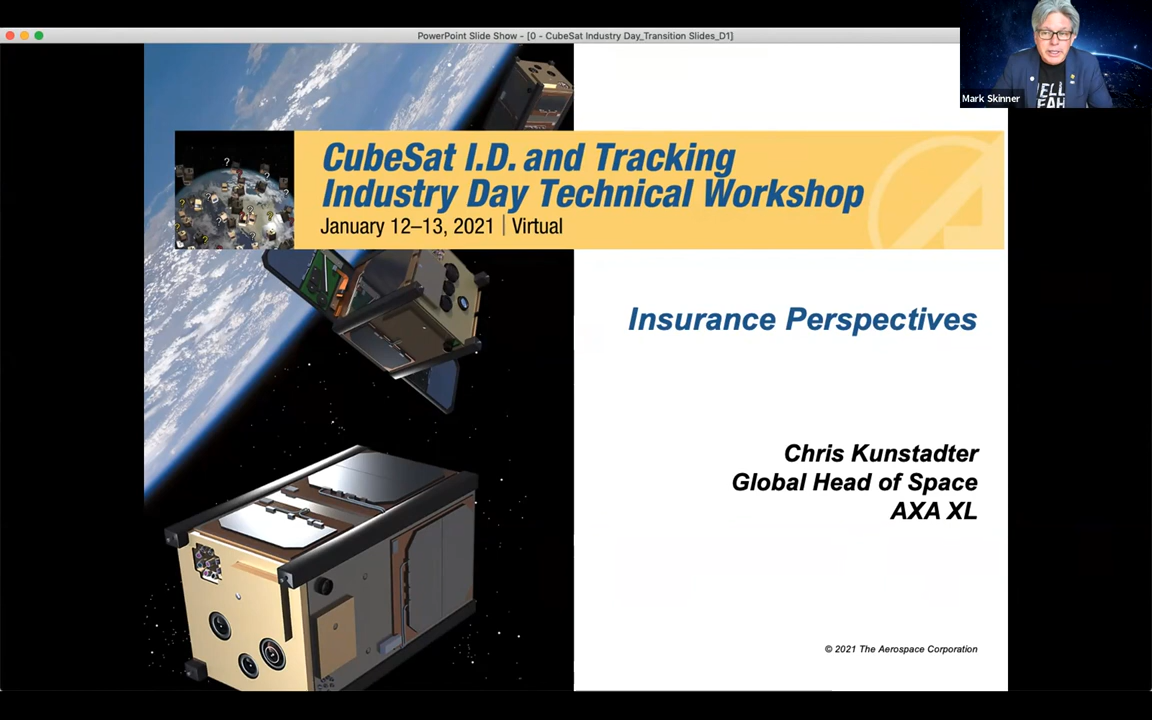 PowerPoint Slide Show - [0 - CubeSat Industry Day_Transition Slides_D1]
Mark Skinner
CubeSat I.D. and Tracking
Industry Day Technical Workshop
January 12–13, 2021 | Virtual
Insurance Perspectives
Chris Kunstadter
Global Head of Space
AXA XL
© 2021 The Aerospace Corporation